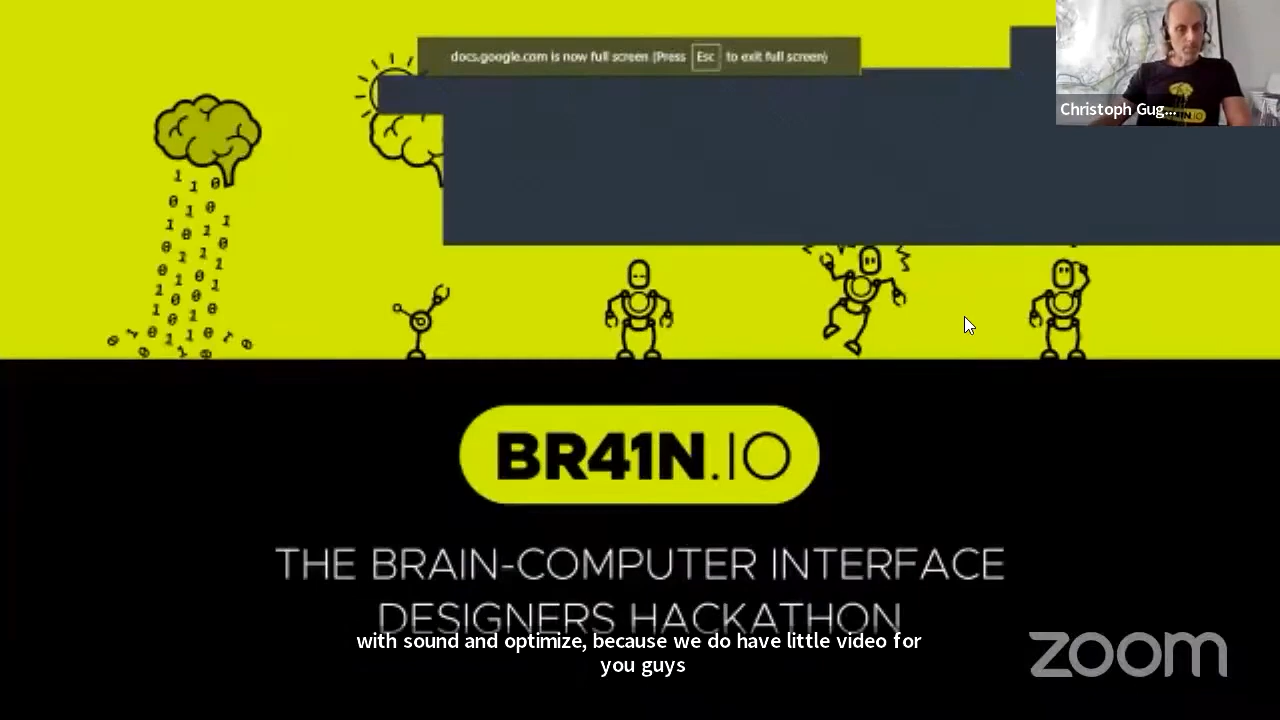 docs.google.com is now full screen (Press Esc to exit full screen)
Christoph Gug...
BR41N.IO
THE BRAIN-COMPUTER INTERFACE
DESIGNERS HACKATHON
with sound and optimize, because we do have little video for
you guys
zoom